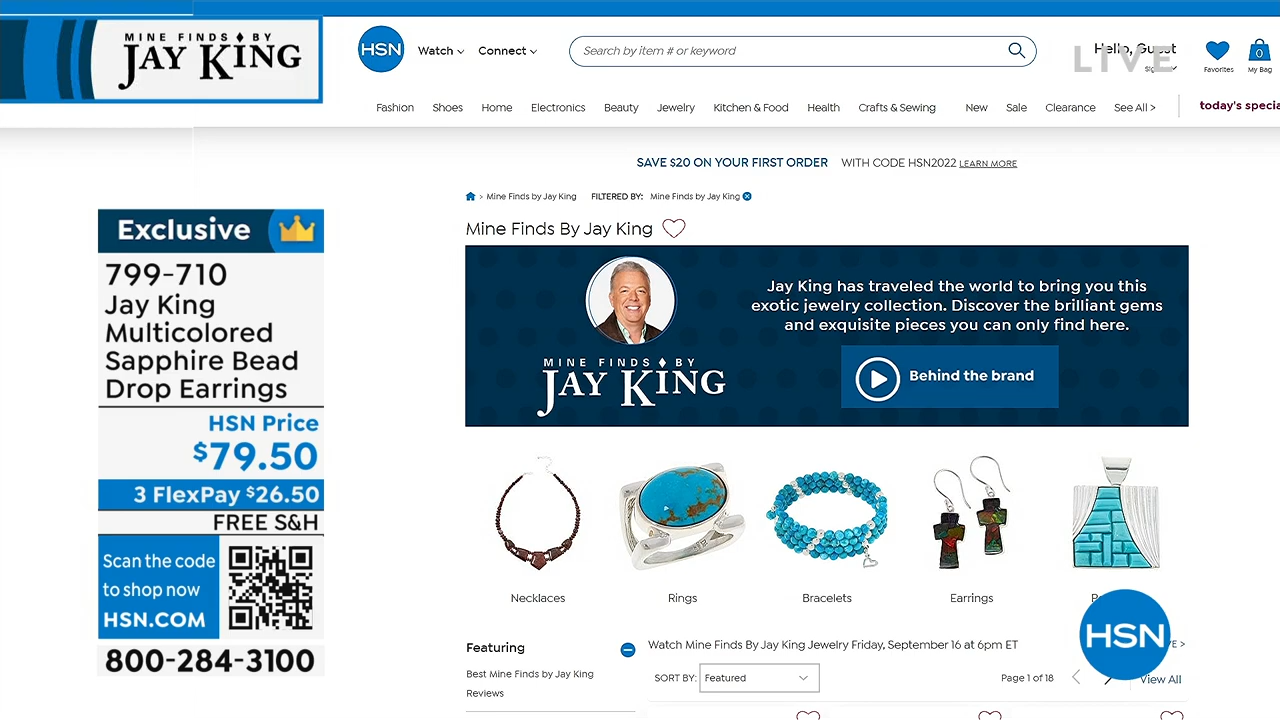 MINE FINDS BY
JAY KING
HSN
Watch
Connect
Search by item # or keyword
Hello, Guest
LIVE
Favorites
0
My Bag
Fashion
Shoes
Home
Electronics
Beauty
Jewelry
Kitchen & Food
Health
Crafts & Sewing
New
Sale
Clearance
See All >
today's specia
SAVE $20 ON YOUR FIRST ORDER WITH CODE HSN2022 LEARN MORE
> Mine Finds by Jay King FILTERED BY: Mine Finds by Jay King
Mine Finds By Jay King
Jay King has traveled the world to bring you this
exotic jewelry collection. Discover the brilliant gems
and exquisite pieces you can only find here.
MINE FINDS BY
JAY KING
Behind the brand
Exclusive
799-710
Jay King
Multicolored
Sapphire Bead
Drop Earrings
HSN Price
$79.50
3 FlexPay $26.50
FREE S&H
Scan the code
to shop now
HSN.COM
800-284-3100
Necklaces
Rings
Bracelets
Earrings
Featuring
Best Mine Finds by Jay King
Reviews
Watch Mine Finds By Jay King Jewelry Friday, September 16 at 6pm ET
SORT BY: Featured
Page 1 of 18
View All
HSN